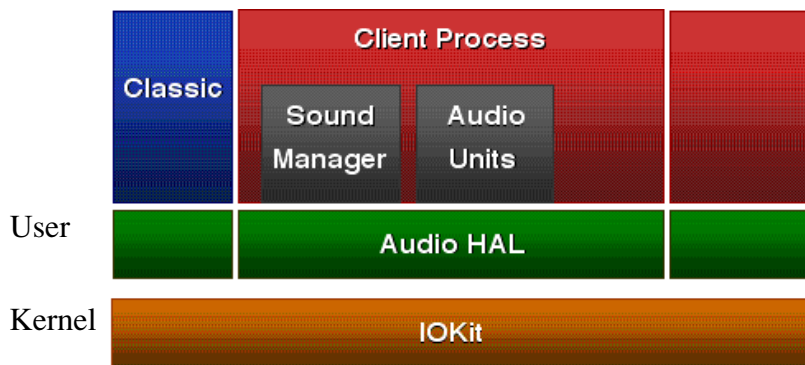 Client Process
Classic
Sound
Manager
Audio
Units
User
Audio HAL
Kernel
IOKit